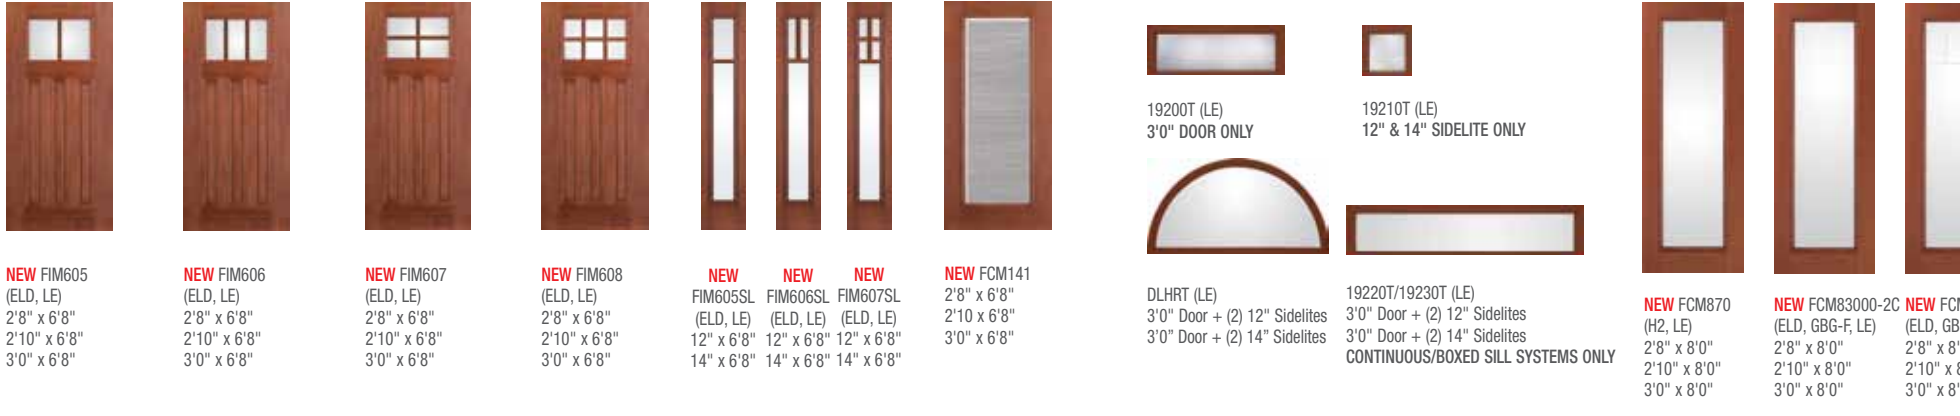 NEW FIM605
(ELD, LE)
2'8" x 6'8"
2'10" x 6'8"
3'0" x 6'8"
NEW FIM606
(ELD, LE)
2'8" x 6'8"
2'10" x 6'8"
3'0" x 6'8"
NEW FIM607
(ELD, LE)
2'8" x 6'8"
2'10" x 6'8"
3'0" x 6'8"
NEW FIM608
(ELD, LE)
2'8" x 6'8"
2'10" x 6'8"
3'0" x 6'8"
NEW
FIM605SL
(ELD, LE)
12" x 6'8"
14" x 6'8"
NEW
FIM606SL
(ELD, LE)
12" x 6'8"
14" x 6'8"
NEW
FIM607SL
(ELD, LE)
12" x 6'8"
14" x 6'8"
NEW FCM141
2'8" x 6'8"
2'10 x 6'8"
3'0" x 6'8"
19200T (LE)
3'0" DOOR ONLY
19210T (LE)
12" & 14" SIDELITE ONLY
DLHRT (LE)
3'0" Door + (2) 12" Sidelites
3'0” Door + (2) 14” Sidelites
19220T/19230T (LE)
3'0" Door + (2) 12" Sidelites
3'0" Door + (2) 14" Sidelites
CONTINUOUS/BOXED SILL SYSTEMS ONLY
NEW FCM870
(H2, LE)
2'8" x 8'0"
2'10" x 8'0"
3'0" x 8'0"
NEW FCM83000-2C
(ELD, GBG-F, LE)
2'8" x 8'0"
2'10" x 8'0"
3'0" x 8'0"
NEW
(ELD,
2'8" x
2'10" x
3'0" x